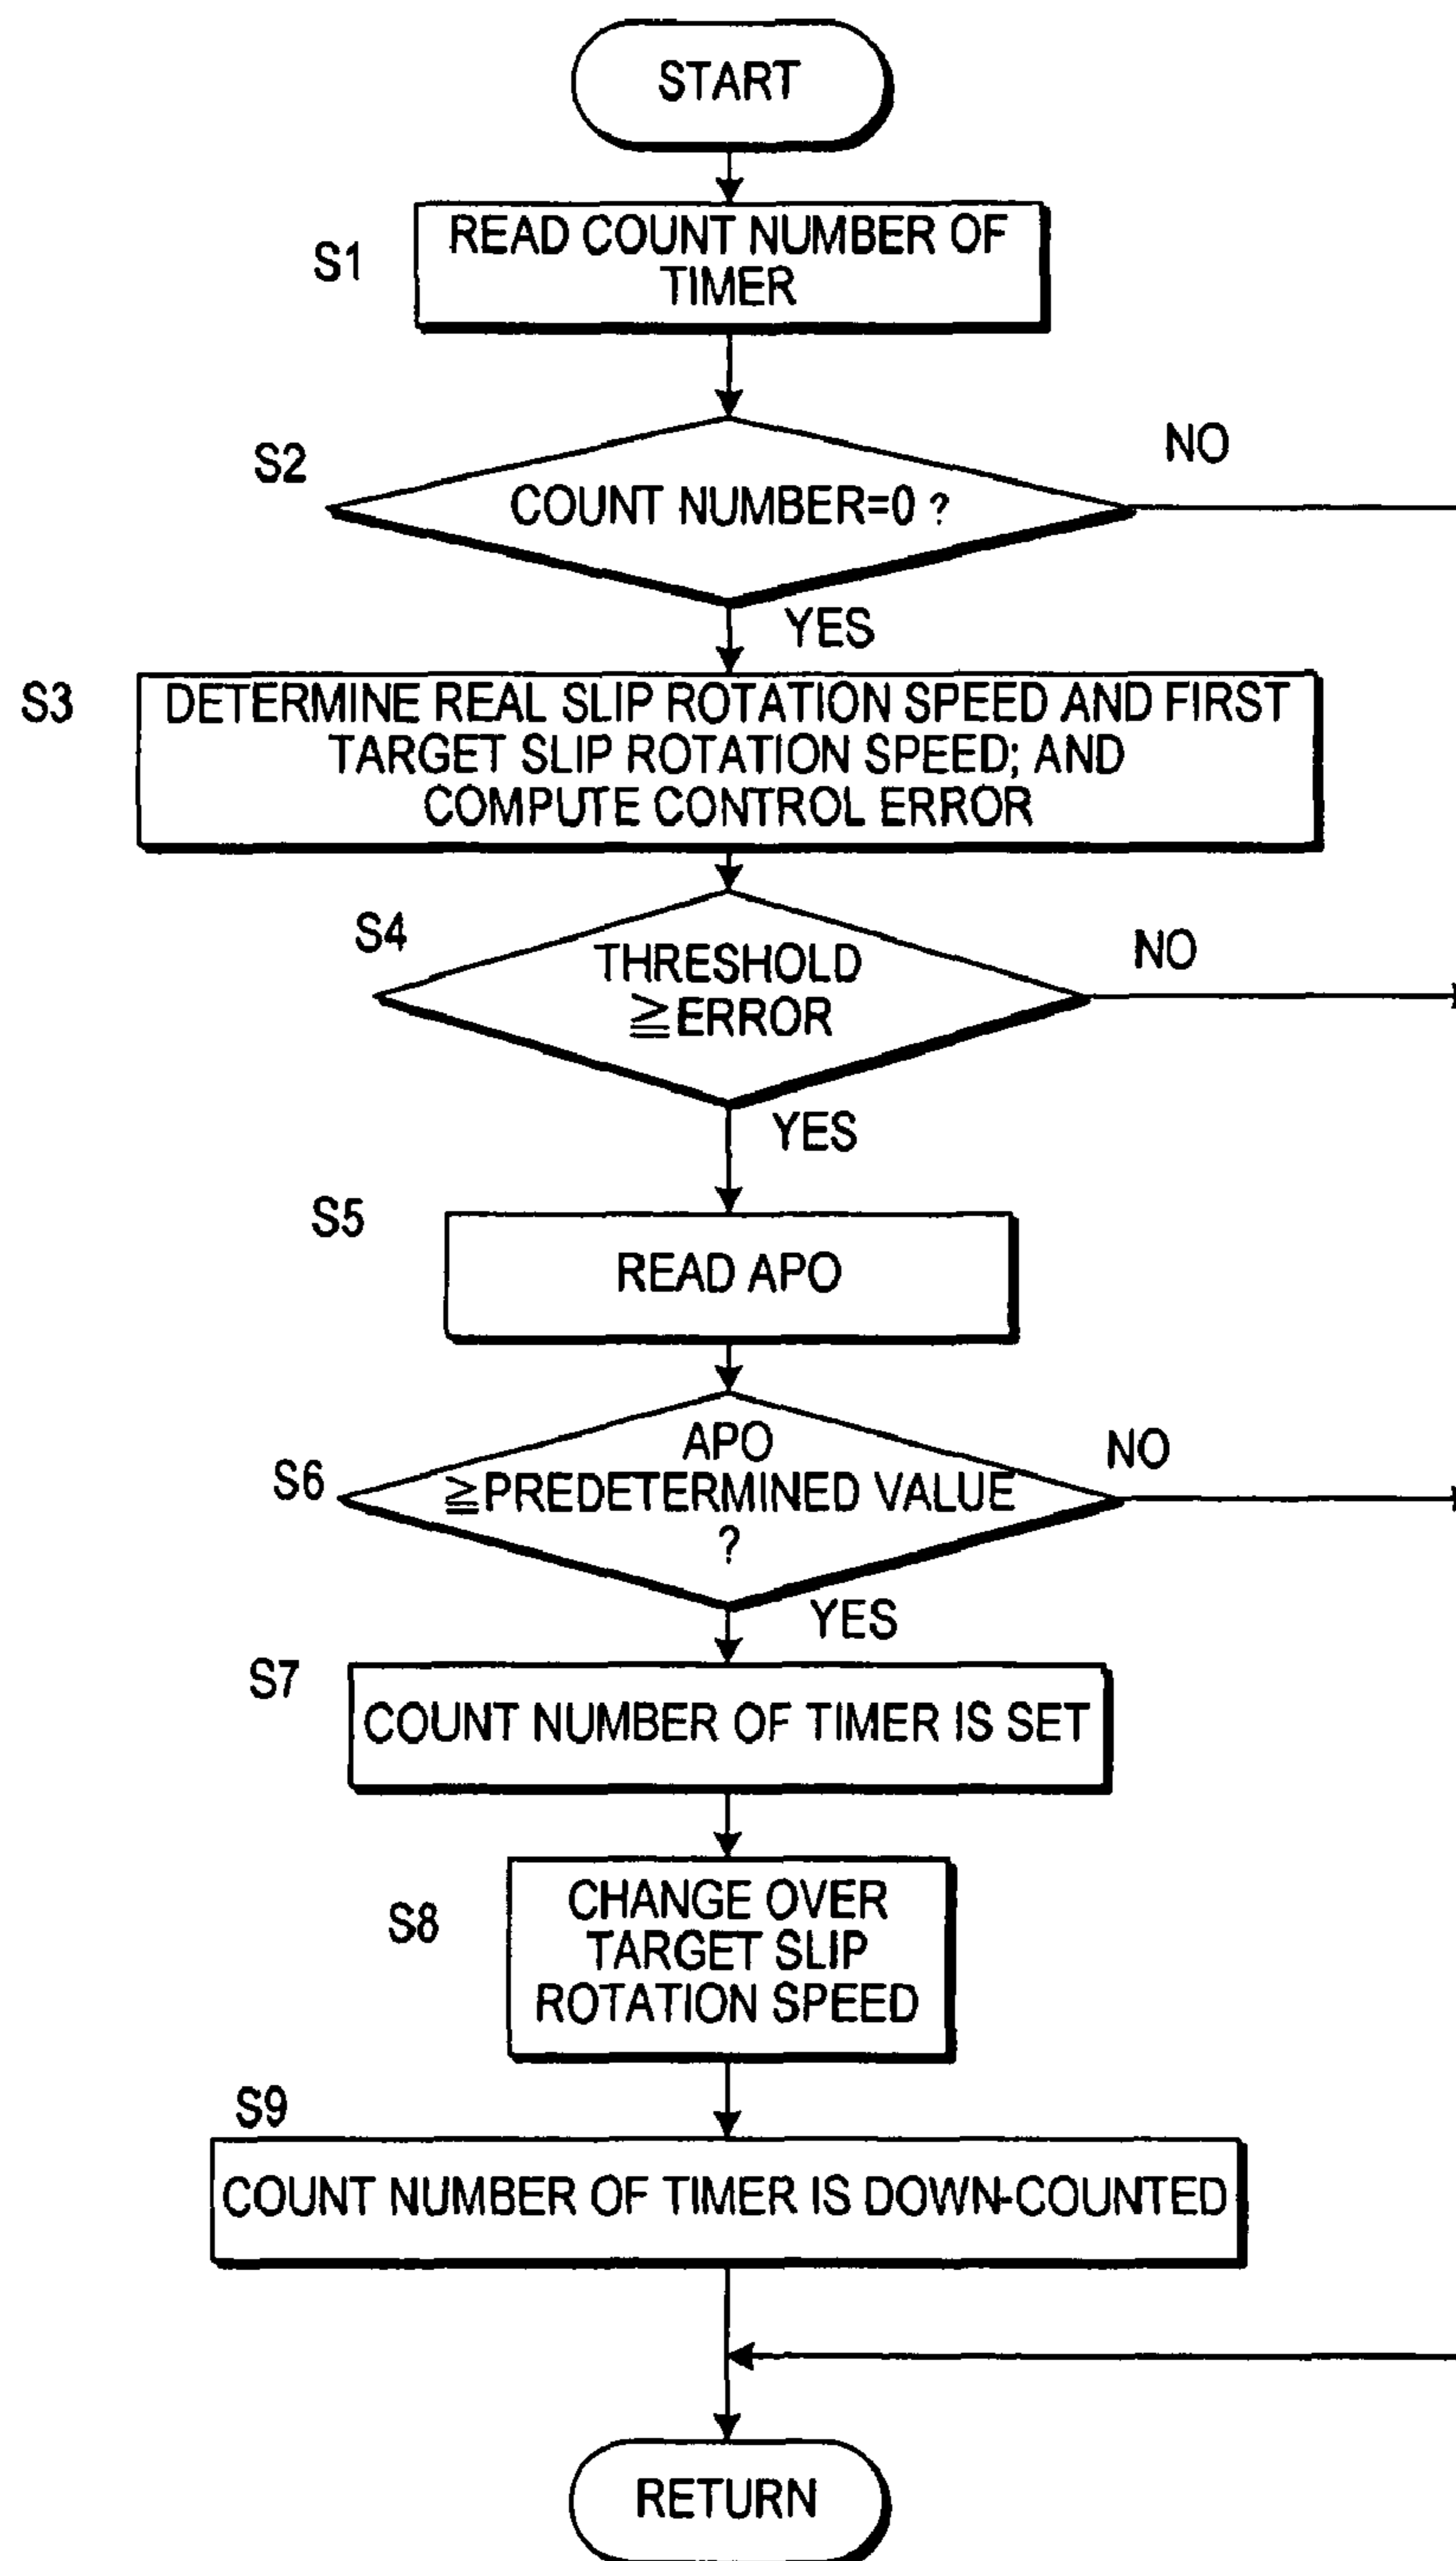 START
S1
READ COUNT NUMBER OF
TIMER
S2
COUNT NUMBER=0 ?
NO
YES
S3
DETERMINE REAL SLIP ROTATION SPEED AND FIRST
TARGET SLIP ROTATION SPEED; AND
COMPUTE CONTROL ERROR
S4
THRESHOLD
≧ERROR
NO
YES
S5
READ APO
S6
APO
≧PREDETERMINED VALUE
?
NO
YES
S7
COUNT NUMBER OF TIMER IS SET
S8
CHANGE OVER
TARGET SLIP
ROTATION SPEED
S9
COUNT NUMBER OF TIMER IS DOWN-COUNTED
RETURN